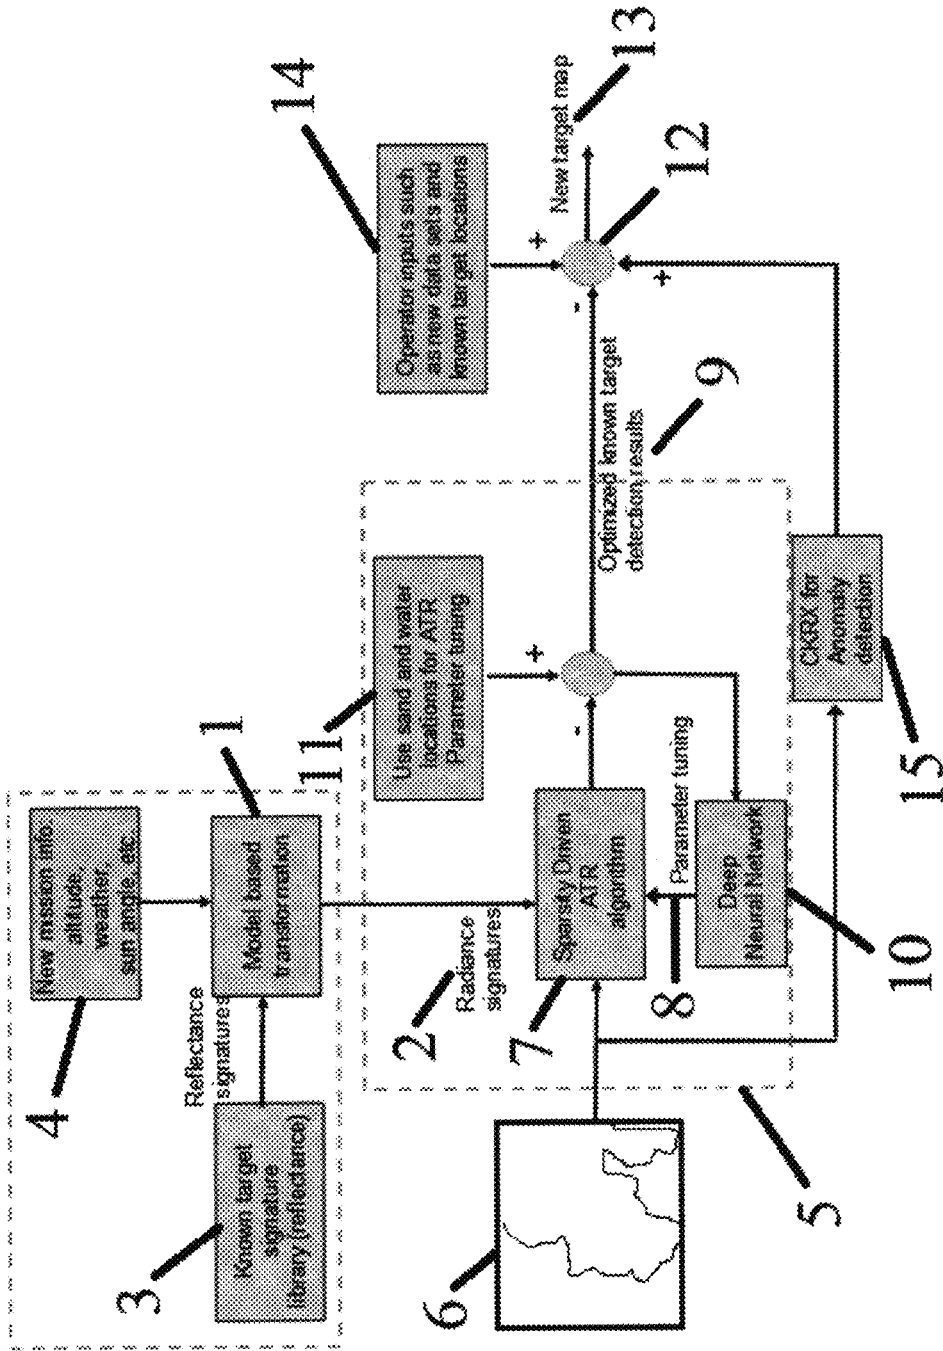 4
New mission info.
altitude,
weather,
sun angle, etc.
1
Model based
transformation
Reflectance
signatures
3
Known target
signature
library (reflectance)
2
Radiance
signatures
14
Operator inputs such
as new data sets and
known target locations
11
Use sand and water
locations for ATR
Parameter tuning
+
+
-
-
New target map
13
12
+
7
Sparsity Driven
ATR
algorithm
Optimized known target
detection results
9
8
Parameter tuning
Deep
Neural Network
10
6
5
CKRX for
Anomaly
detection
15